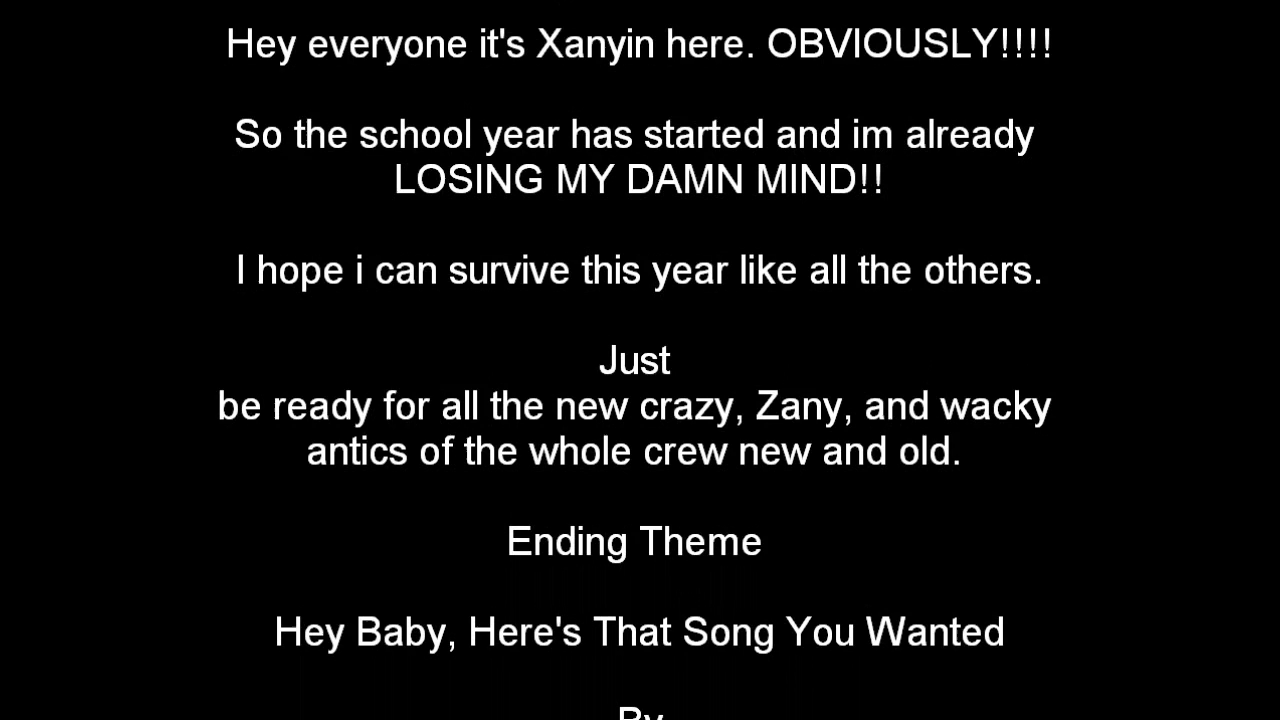 Hey everyone it's Xanyin here. OBVIOUSLY!!!!
So the school year has started and im already
LOSING MY DAMN MIND!!
I hope i can survive this year like all the others.
Just
be ready for all the new crazy, Zany, and wacky
antics of the whole crew new and old.
Ending Theme
Hey Baby, Here's That Song You Wanted
By